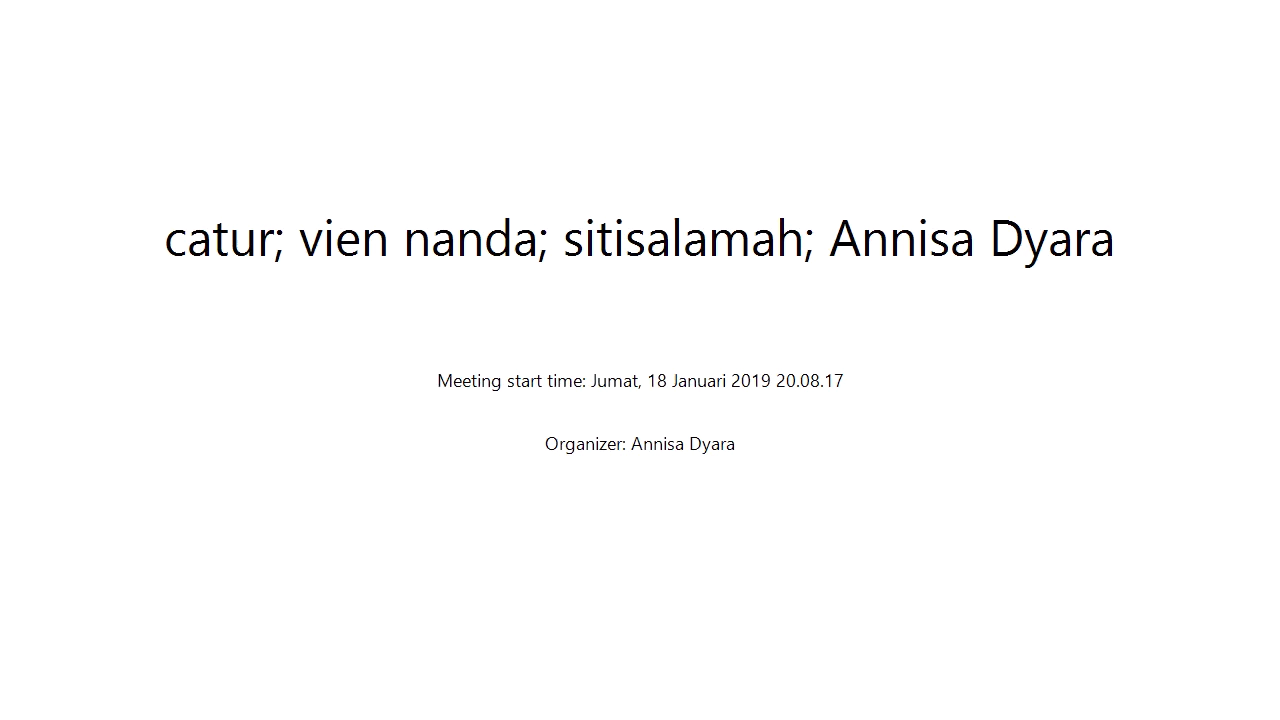 catur; vien nanda; sitisalamah; Annisa Dyara
Meeting start time: Jumat, 18 Januari 2019 20.08.17
Organizer: Annisa Dyara